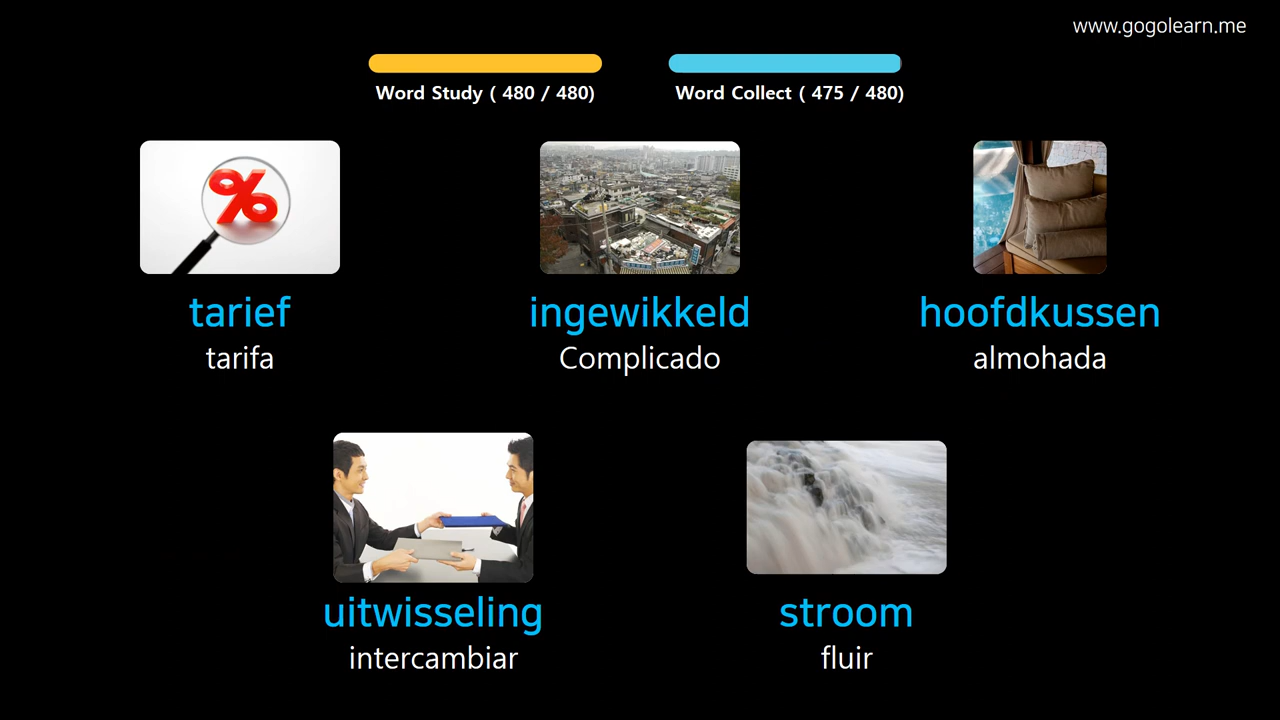 www.gogolearn.me
Word Study ( 480 / 480)
Word Collect ( 475 / 480)
tarief
tarifa
ingewikkeld
Complicado
hoofdkussen
almohada
uitwisseling
intercambiar
stroom
fluir